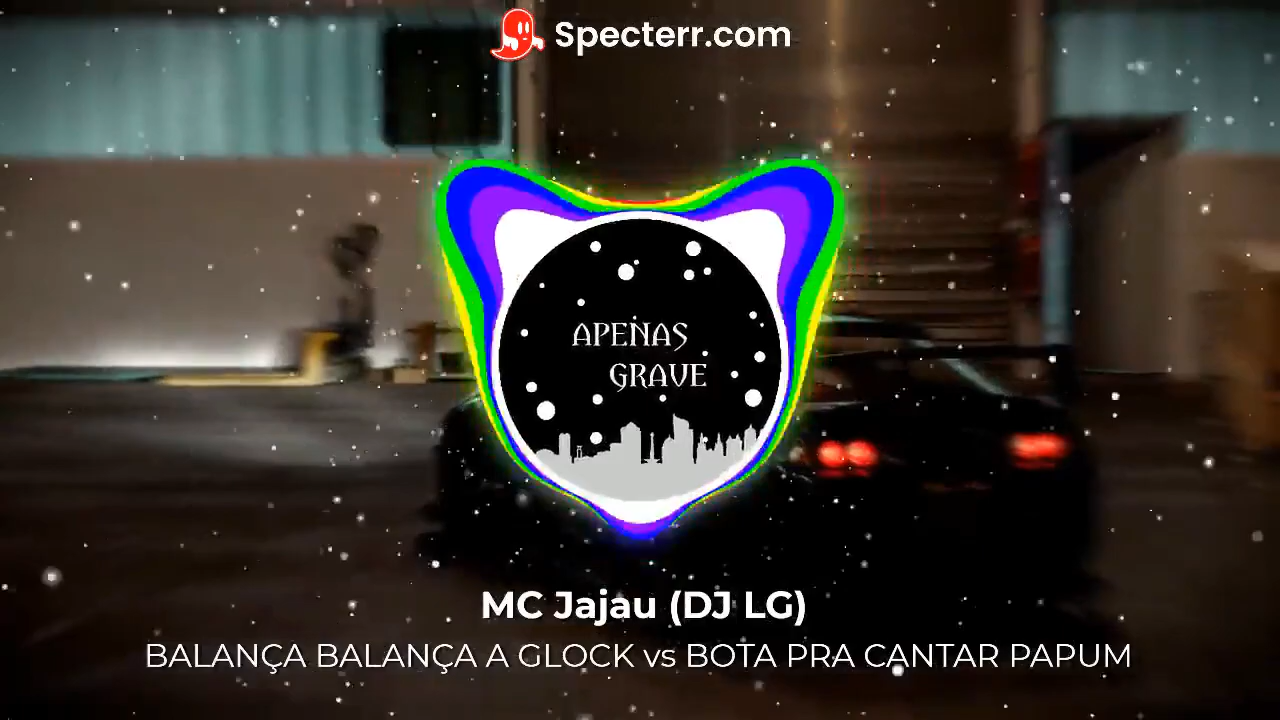 Specterr.com
APENAS
GRAVE
MC Jajau (DJ LG)
BALANÇA BALANÇA A GLOCK vs BOTA PRA CANTAR PAPUM